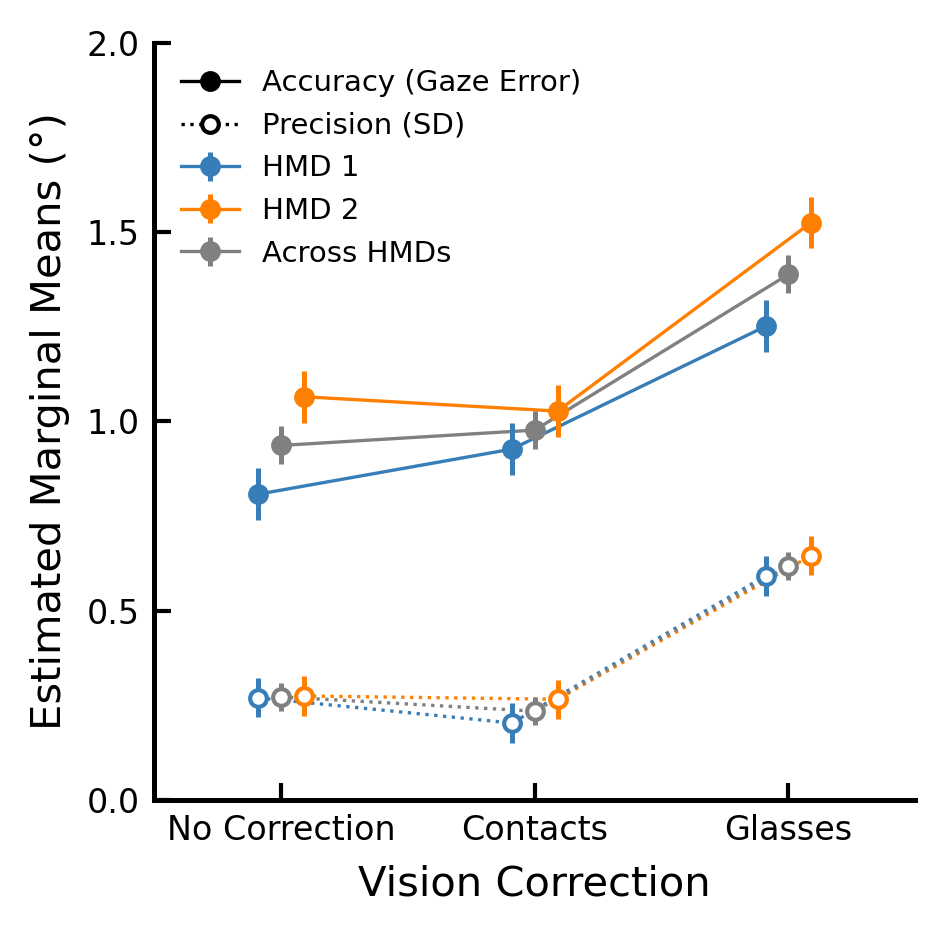 2.0
1.5
1.0
0.5
0.0
Estimated Marginal Means (°)
Accuracy (Gaze Error)
Precision (SD)
HMD 1
HMD 2
Across HMDs
No Correction Contacts Glasses
Vision Correction